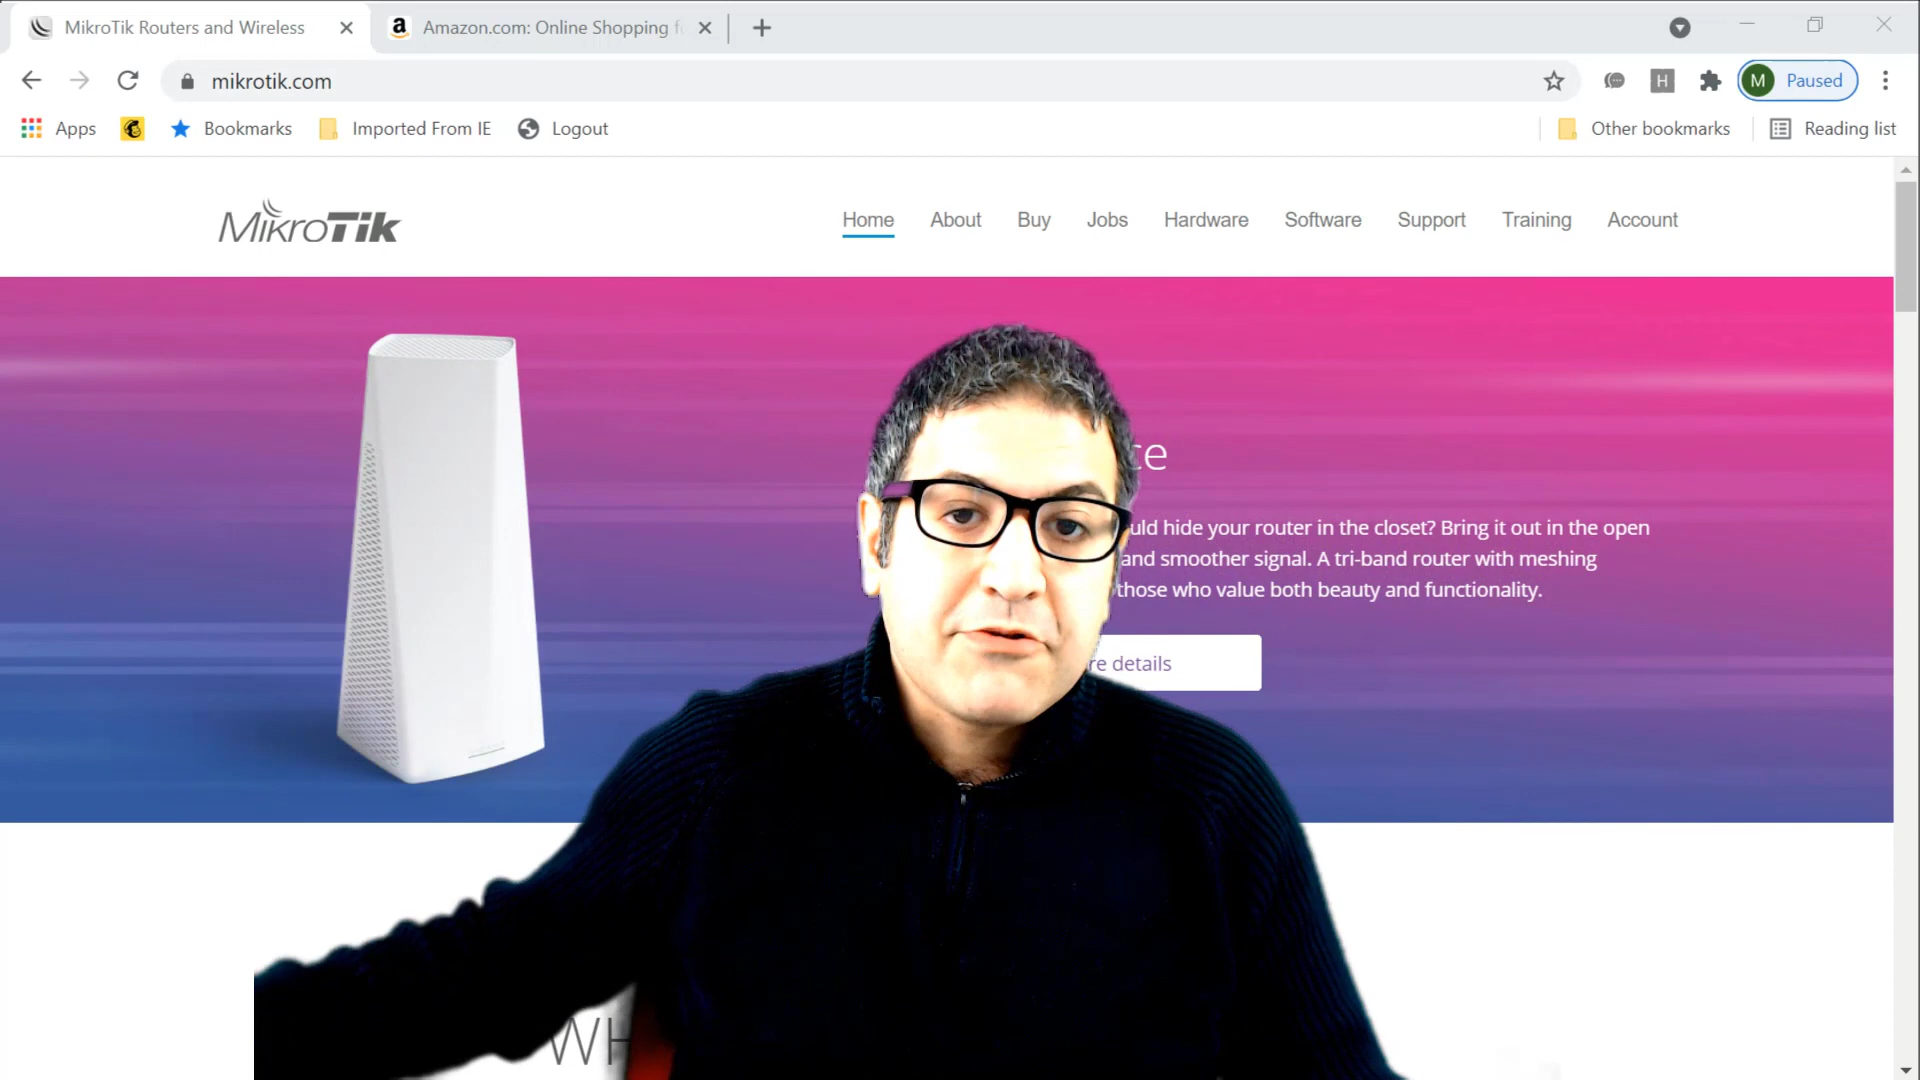 MikroTik Routers and Wireless
Amazon.com: Online Shopping f
mikrotik.com
H
M
Paused
Apps
Bookmarks
Imported From IE
Logout
Other bookmarks
Reading list
MikroTik
Home
About
Buy
Jobs
Hardware
Software
Support
Training
Account
hide your router in the closet? Bring it out in the open
and smoother signal. A tri-band router with meshing
those who value both beauty and functionality.
details